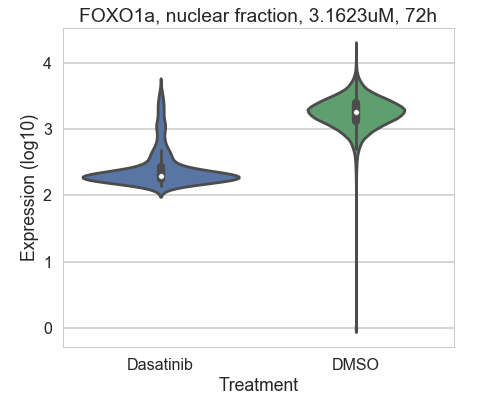 FOXO1a, nuclear fraction, 3.1623uM, 72h
Expression (log10)
4
3
2
1
0
Dasatinib DMSO
Treatment